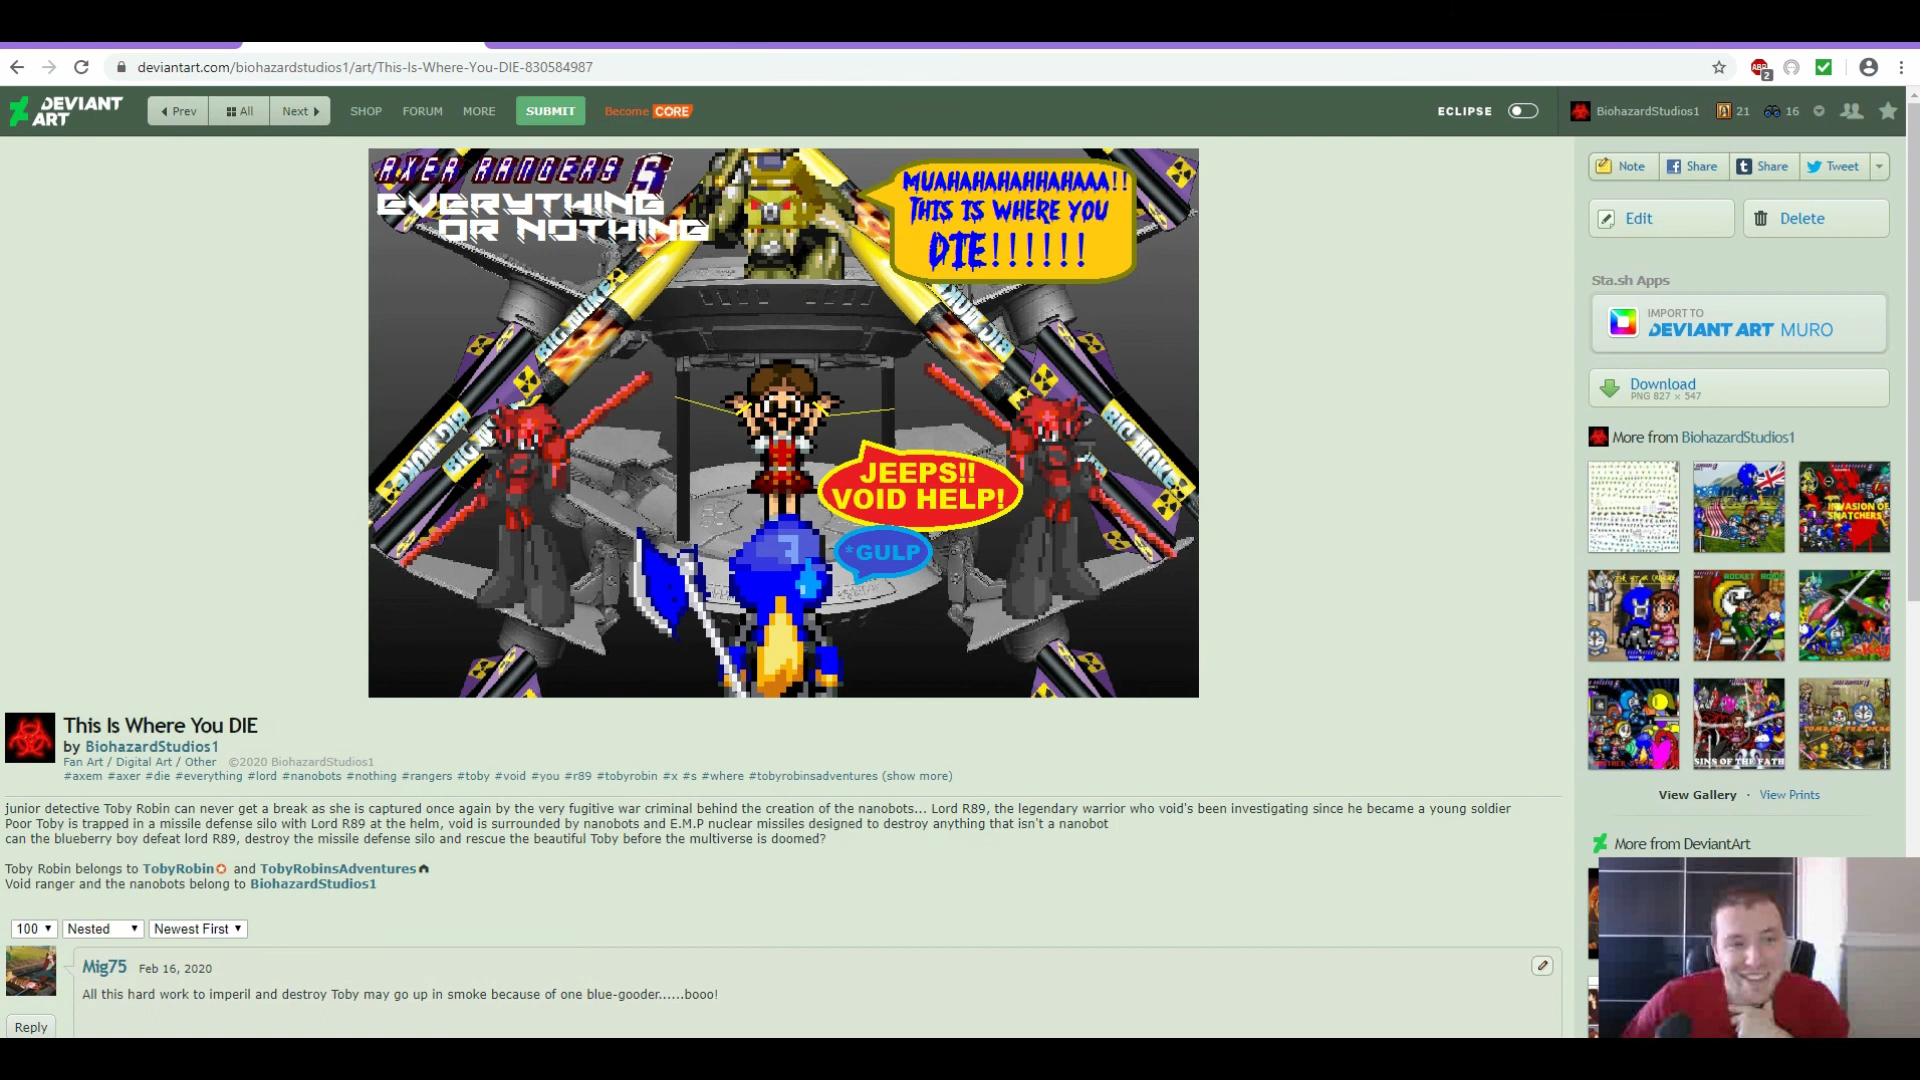 deviantart.com/biohazardstudios1/art/This-Is-Where-You-DIE-830584987
ABP
2
DEVIANT
ART
Prev
All
Next
SHOP
FORUM
MORE
SUBMIT
Become CORE
ECLIPSE
BiohazardStudios1
21
16
AXER RANGERS S
EVERYTHING
OR NOTHING
MUAHAHAHAHHAHAAA!!
THIS IS WHERE YOU
DIE!!!!!!
BIG NUKE
JEEPS!!
VOID HELP!
*GULP
Note
Share
Share
Tweet
Edit
Delete
Sta.sh Apps
IMPORT TO
DEVIANT ART MURO
Download
PNG 827 × 547
More from BiohazardStudios1
INVASION OF
SNATCHERS
SINS OF THE FATH
View Gallery · View Prints
More from DeviantArt
This Is Where You DIE
by BiohazardStudios1
Fan Art / Digital Art / Other ©2020 BiohazardStudios1
#axem #axer #die #everything #lord #nanobots #nothing #rangers #toby #void #you #r89 #tobyrobin #x #s #where #tobyrobinsadventures (show more)
junior detective Toby Robin can never get a break as she is captured once again by the very fugitive war criminal behind the creation of the nanobots... Lord R89, the legendary warrior who void's been investigating since he became a young soldier
Poor Toby is trapped in a missile defense silo with Lord R89 at the helm, void is surrounded by nanobots and E.M.P nuclear missiles designed to destroy anything that isn't a nanobot
can the blueberry boy defeat lord R89, destroy the missile defense silo and rescue the beautiful Toby before the multiverse is doomed?
Toby Robin belongs to TobyRobin and TobyRobinsAdventures
Void ranger and the nanobots belong to BiohazardStudios1
100
Nested
Newest First
Mig75 Feb 16, 2020
All this hard work to imperil and destroy Toby may go up in smoke because of one blue-gooder......booo!
Reply